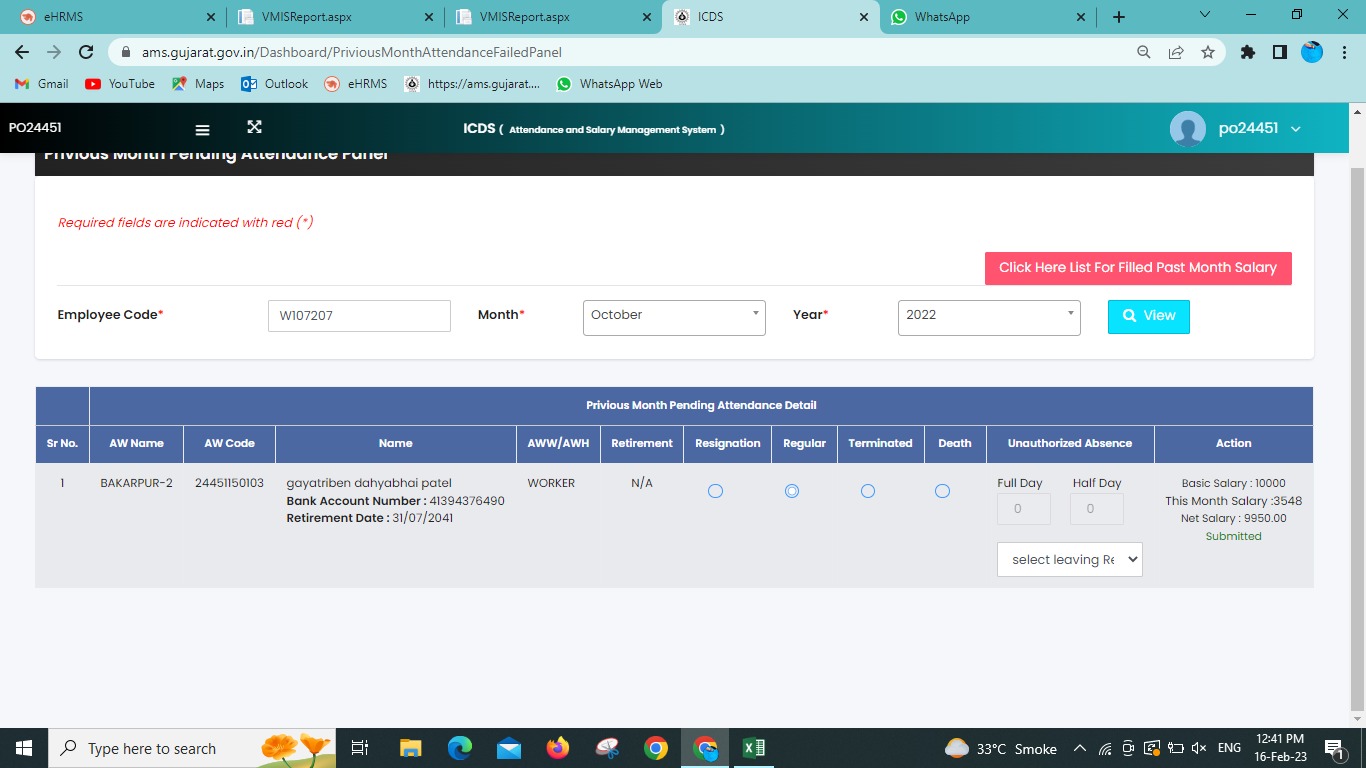 eHRMS
VMISReport.aspx
VMISReport.aspx
ICDS
WhatsApp
ams.gujarat.gov.in/Dashboard/PriviousMonthAttendanceFailedPanel
Gmail
YouTube
Maps
Outlook
eHRMS
https://ams.gujarat....
WhatsApp Web
PO24451
ICDS ( Attendance and Salary Management System )
po24451
Privious Month Pending Attendance Panel
Required fields are indicated with red (*)
Click Here List For Filled Past Month Salary
Employee Code* W107207 Month* October Year* 2022 View
Privious Month Pending Attendance Detail
Sr No. AW Name AW Code Name AWW/AWH Retirement Resignation Regular Terminated Death Unauthorized Absence Action
1 BAKARPUR-2 24451150103 gayatriben dahyabhai patel WORKER N/A Full Day Half Day Basic Salary : 10000
Bank Account Number : 41394376490 0 0 This Month Salary :3548
Retirement Date : 31/07/2041 Net Salary : 9950.00
Submitted
select leaving Re
Type here to search
33°C Smoke
ENG
12:41 PM
16-Feb-23
1